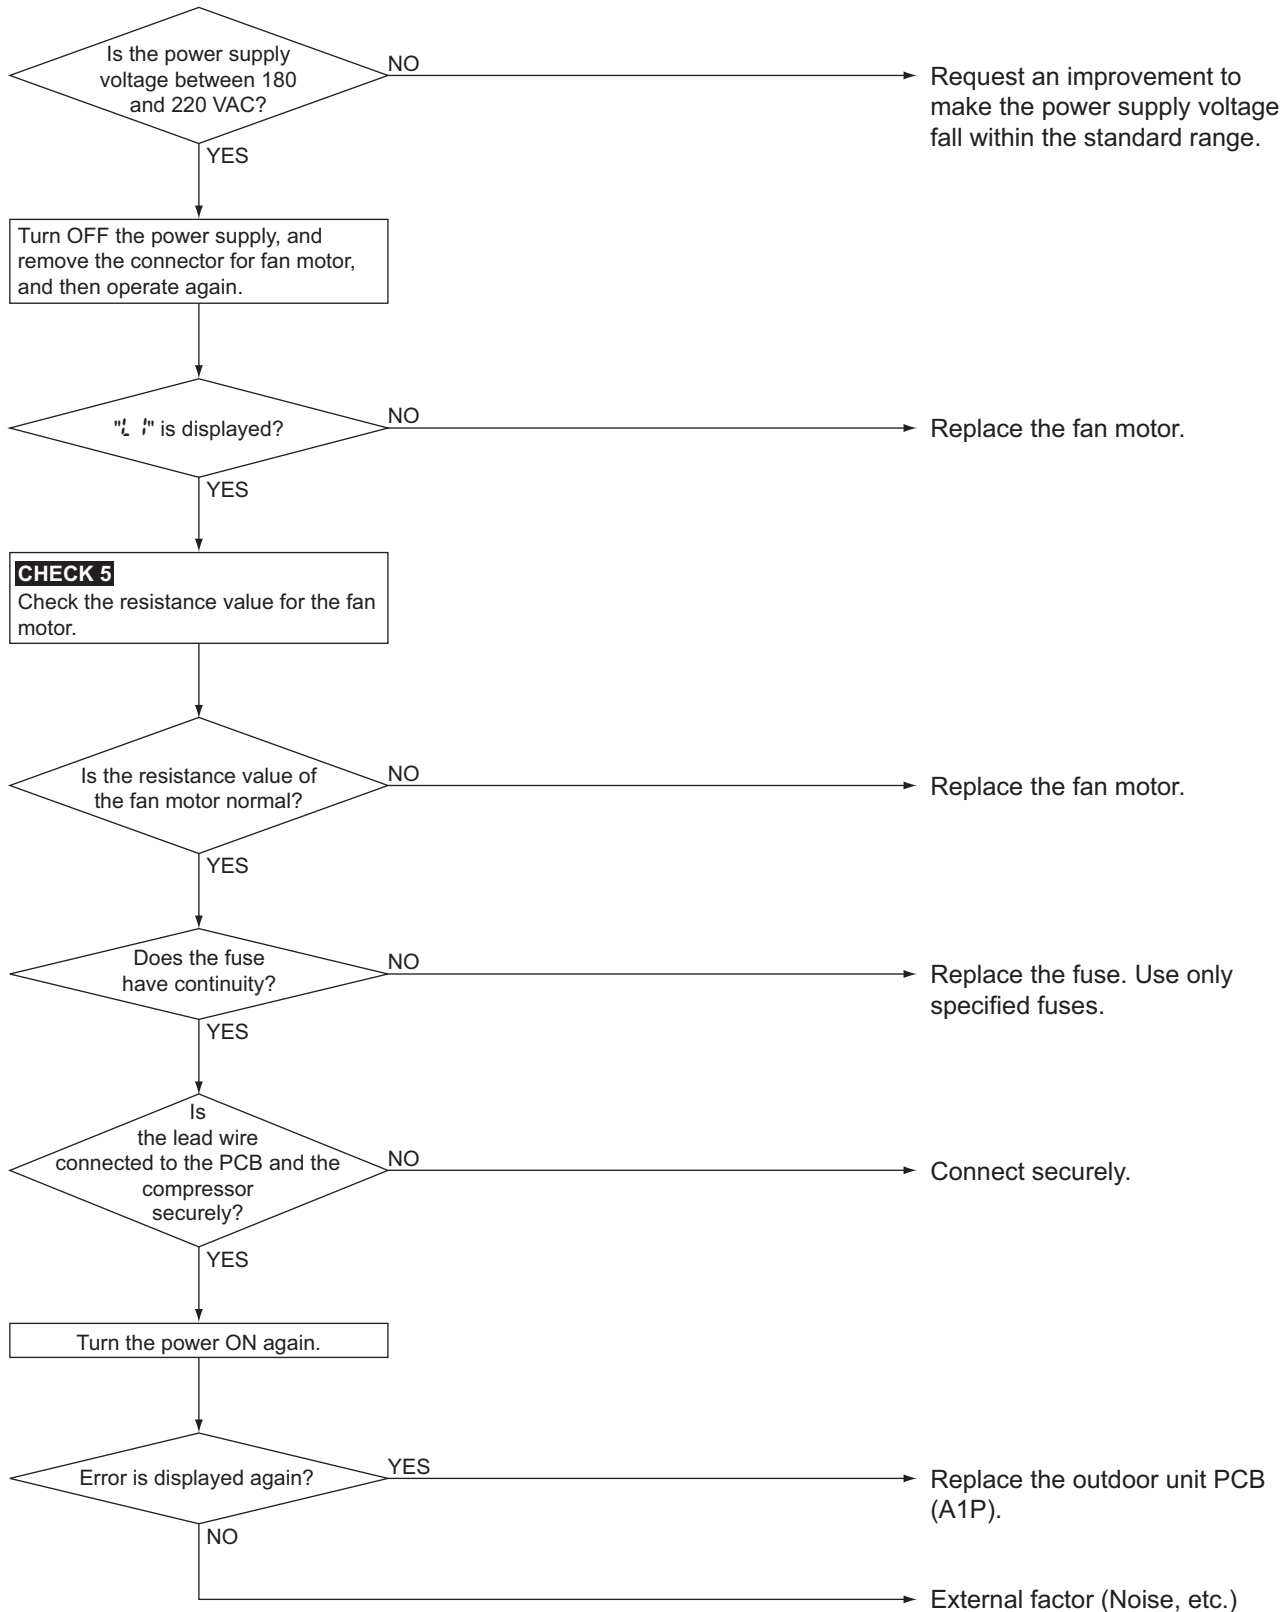 Is the power supply
voltage between 180
and 220 VAC?
NO
Request an improvement to
make the power supply voltage
fall within the standard range.
YES
Turn OFF the power supply, and
remove the connector for fan motor,
and then operate again.
"L1" is displayed?
NO
Replace the fan motor.
YES
CHECK 5
Check the resistance value for the fan
motor.
Is the resistance value of
the fan motor normal?
NO
Replace the fan motor.
YES
Does the fuse
have continuity?
NO
Replace the fuse. Use only
specified fuses.
YES
Is
the lead wire
connected to the PCB and the
compressor
securely?
NO
Connect securely.
YES
Turn the power ON again.
Error is displayed again?
YES
Replace the outdoor unit PCB
(A1P).
NO
External factor (Noise, etc.)